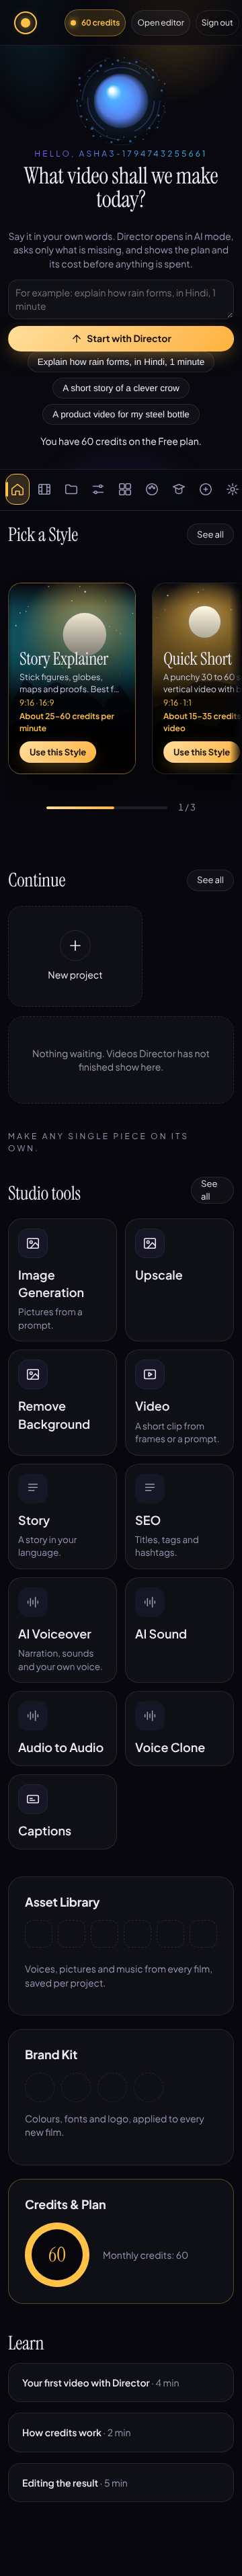 60 credits
Open editor
Sign out
HELLO, ASHA3-1794743255661
What video shall we make
today?
Say it in your own words. Director opens in AI mode,
asks only what is missing, and shows the plan and
its cost before anything is spent.
For example: explain how rain forms, in Hindi, 1
minute
Start with Director
Explain how rain forms, in Hindi, 1 minute
A short story of a clever crow
A product video for my steel bottle
You have 60 credits on the Free plan.
Pick a Style
See all
Story Explainer
Stick figures, globes,
maps and proofs. Best f...
9:16 · 16:9
About 25–60 credits per
minute
Use this Style
Quick Short
A punchy 30 to 60 s
vertical video with b
9:16 · 1:1
About 15–35 credits
video
Use this Style
1/3
Continue
See all
New project
Nothing waiting. Videos Director has not
finished show here.
MAKE ANY SINGLE PIECE ON ITS
OWN.
Studio tools
See
all
Image
Generation
Pictures from a
prompt.
Upscale
Remove
Background
Video
A short clip from
frames or a prompt.
Story
A story in your
language.
SEO
Titles, tags and
hashtags.
AI Voiceover
Narration, sounds
and your own voice.
AI Sound
Audio to Audio
Voice Clone
Captions
Asset Library
Voices, pictures and music from every film,
saved per project.
Brand Kit
Colours, fonts and logo, applied to every
new film.
Credits & Plan
60
Monthly credits: 60
Learn
Your first video with Director · 4 min
How credits work · 2 min
Editing the result · 5 min